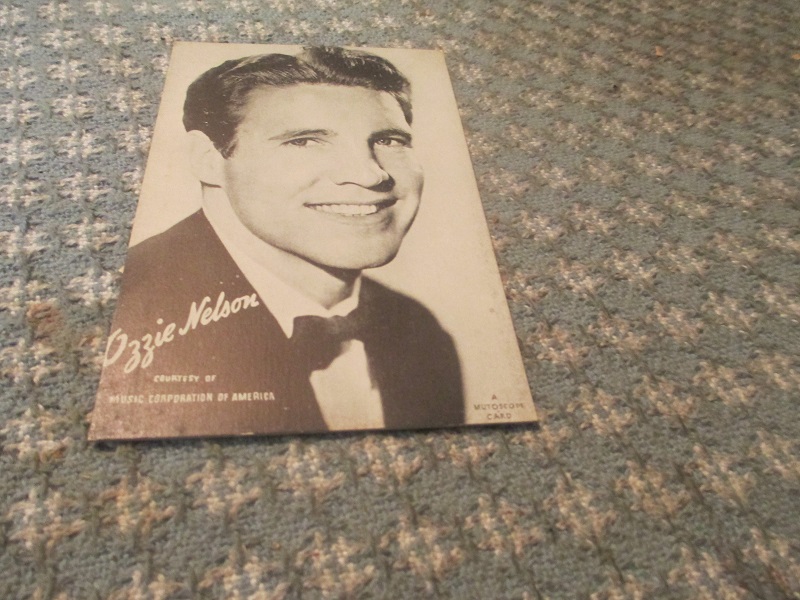 Ozzie Nelson
COURTESY OF
MUSIC CORPORATION OF AMERICA
A
MUTOSCOPE
CARD